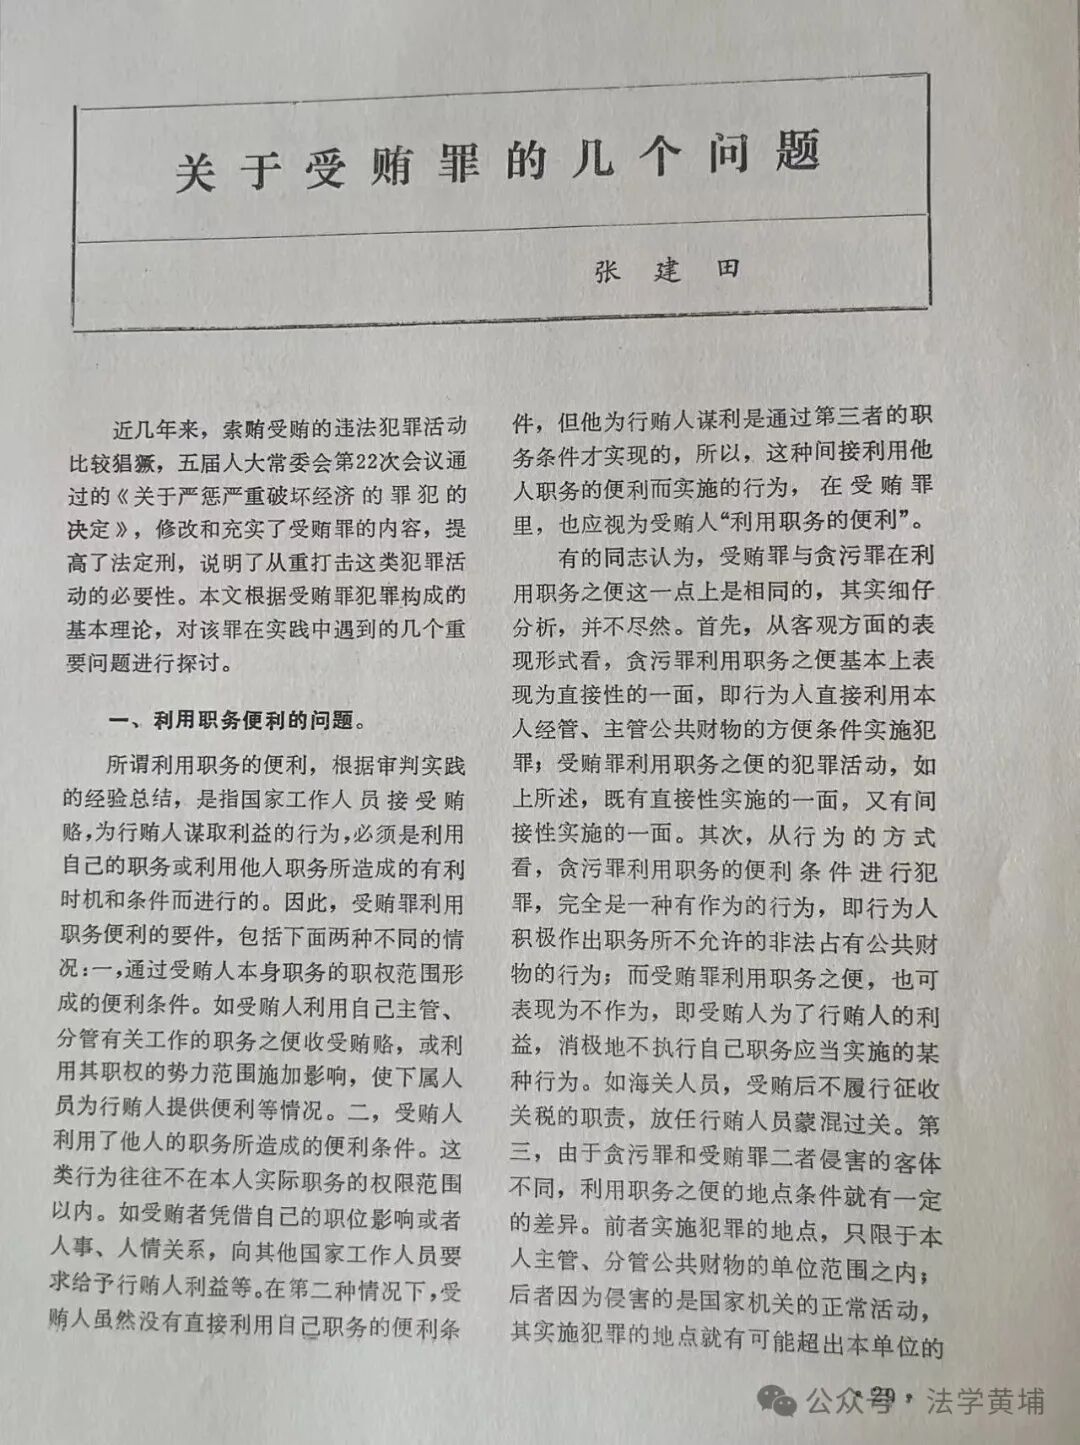 关于受贿罪的几个问题
张建田
近几年来，索贿受贿的违法犯罪活动
比较猖獗，五届人大常委会第22次会议通
过的《关于严惩严重破坏经济的罪犯的
决定》，修改和充实了受贿罪的内容，提
高了法定刑，说明了从重打击这类犯罪活
动的必要性。本文根据受贿罪犯罪构成的
基本理论，对该罪在实践中遇到的几个重
要问题进行探讨。
一、利用职务便利的问题。
所谓利用职务的便利，根据审判实践
的经验总结，是指国家工作人员接受贿
赂，为行贿人谋取利益的行为，必须是利用
自己的职务或利用他人职务所造成的有利
时机和条件而进行的。因此，受贿罪利用
职务便利的要件，包括下面两种不同的情
况：一，通过受贿人本身职务的职权范围形
成的便利条件。如受贿人利用自己主管、
分管有关工作的职务之便收受贿赂，或利
用其职权的势力范围施加影响，使下属人
员为行贿人提供便利等情况。二，受贿人
利用了他人的职务所造成的便利条件。这
类行为往往不在本人实际职务的权限范围
以内。如受贿者凭借自己的职位影响或者
人事、人情关系，向其他国家工作人员要
求给予行贿人利益等。在第二种情况下，受
贿人虽然没有直接利用自己职务的便利条
件，但他为行贿人谋利是通过第三者的职
务条件才实现的，所以，这种间接利用他
人职务的便利而实施的行为，在受贿罪
里，也应视为受贿人“利用职务的便利”。
有的同志认为，受贿罪与贪污罪在利
用职务之便这一点上是相同的，其实细仔
分析，并不尽然。首先，从客观方面的表
现形式看，贪污罪利用职务之便基本上表
现为直接性的一面，即行为人直接利用本
人经管、主管公共财物的方便条件实施犯
罪；受贿罪利用职务之便的犯罪活动，如
上所述，既有直接性实施的一面，又有间
接性实施的一面。其次，从行为的方式
看，贪污罪利用职务的便利条件进行犯
罪，完全是一种有作为的行为，即行为人
积极作出职务所不允许的非法占有公共财
物的行为；而受贿罪利用职务之便，也可
表现为不作为，即受贿人为了行贿人的利
益，消极地不执行自己职务应当实施的某
种行为。如海关人员，受贿后不履行征收
关税的职责，放任行贿人员蒙混过关。第
三，由于贪污罪和受贿罪二者侵害的客体
不同，利用职务之便的地点条件就有一定
的差异。前者实施犯罪的地点，只限于本
人主管、分管公共财物的单位范围之内；
后者因为侵害的是国家机关的正常活动，
其实施犯罪的地点就有可能超出本单位的
·29·
公众号·法学黄埔